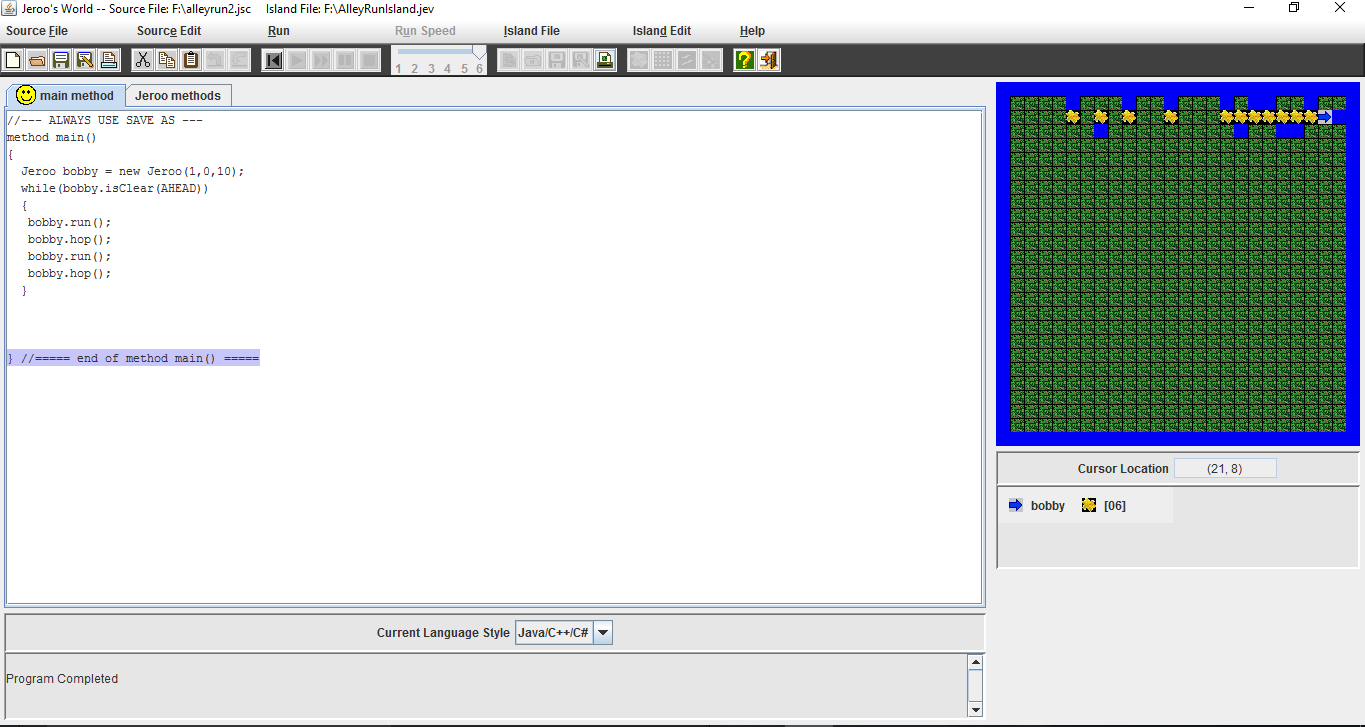 Jeroo's World -- Source File: F:\alleyrun2.jsc     Island File: F:\AlleyRunIsland.jev
Source File Source Edit Run Run Speed Island File Island Edit Help
1 2 3 4 5 6
main method Jeroo methods
//--- ALWAYS USE SAVE AS ---
method main()
{
  Jeroo bobby = new Jeroo(1,0,10);
  while(bobby.isClear(AHEAD))
  {
   bobby.run();
   bobby.hop();
   bobby.run();
   bobby.hop();
  }
} //===== end of method main() =====
Cursor Location (21, 8)
bobby [06]
Current Language Style Java/C++/C#
Program Completed